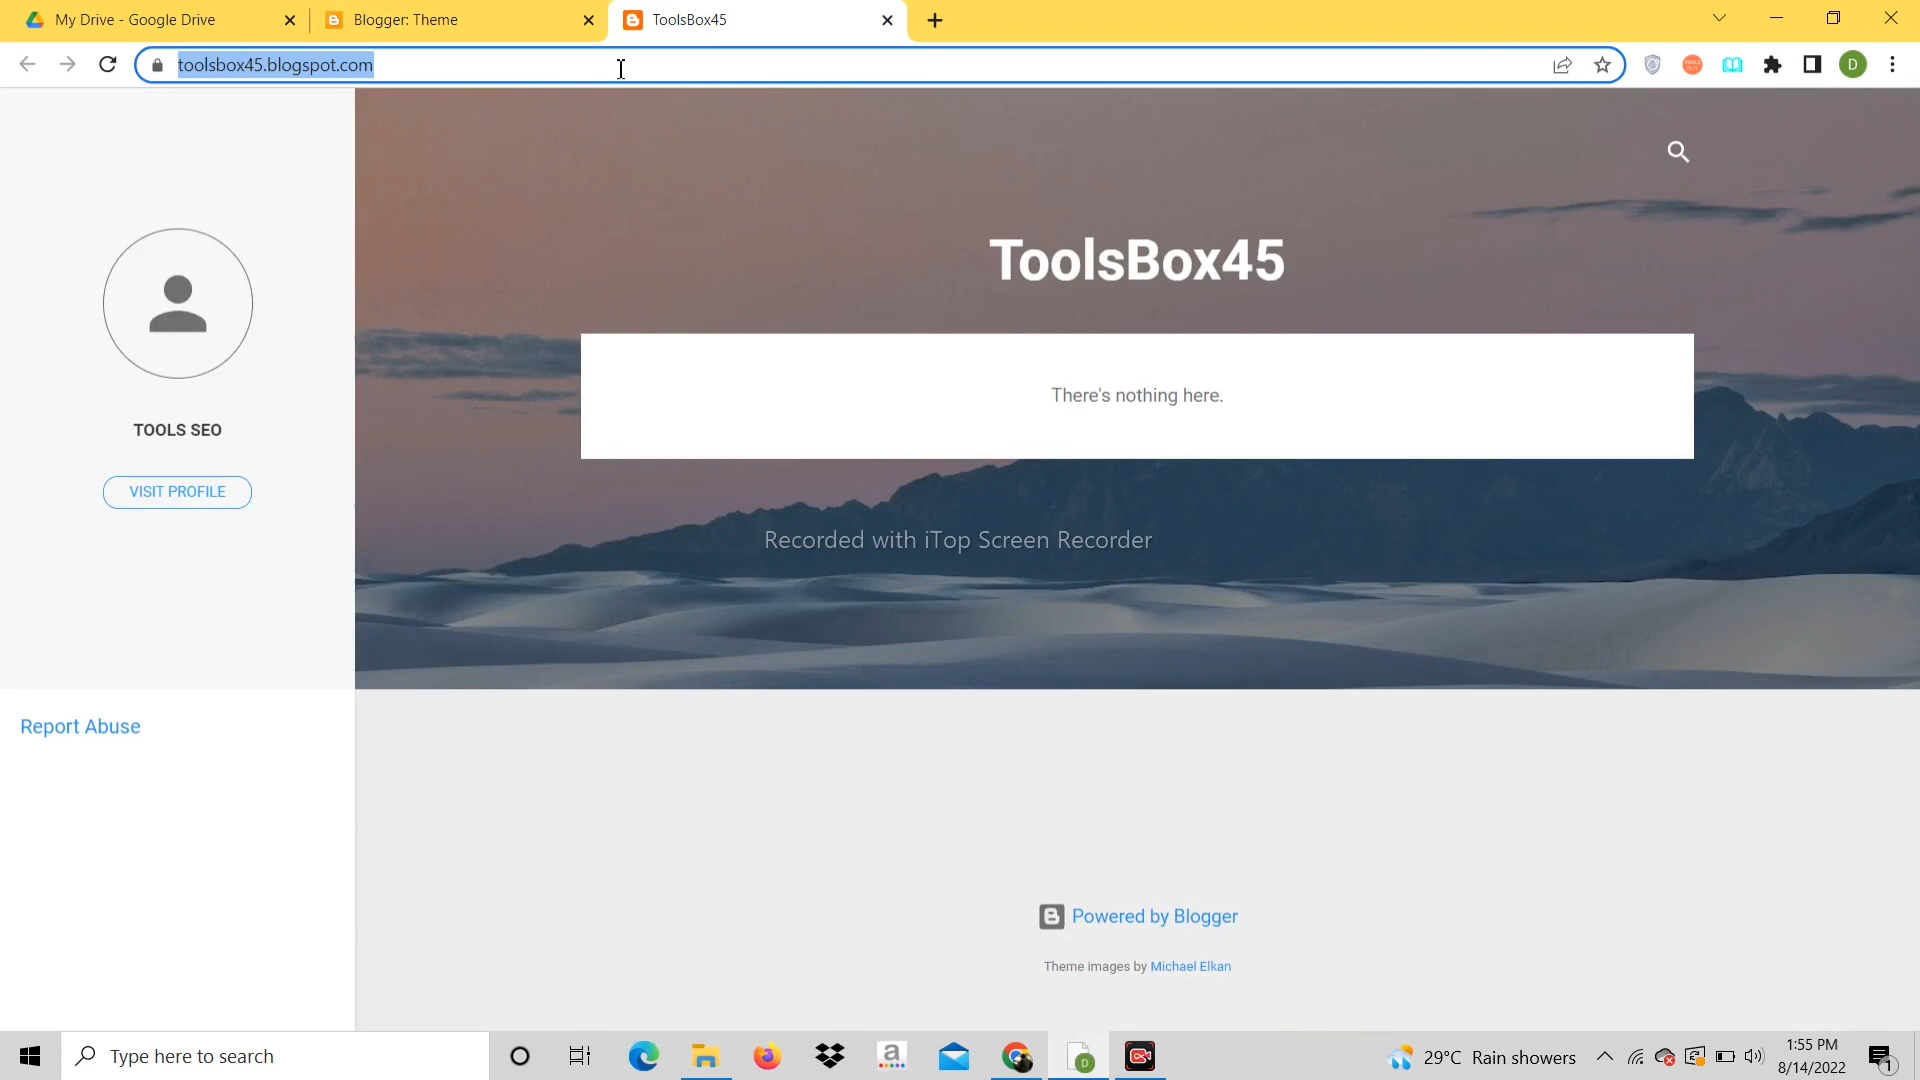 My Drive - Google Drive
Blogger: Theme
ToolsBox45
toolsbox45.blogspot.com
D
ToolsBox45
There's nothing here.
TOOLS SEO
VISIT PROFILE
Recorded with iTop Screen Recorder
Report Abuse
Powered by Blogger
Theme images by Michael Elkan
Type here to search
a
D
29°C Rain showers
1:55 PM
8/14/2022
1